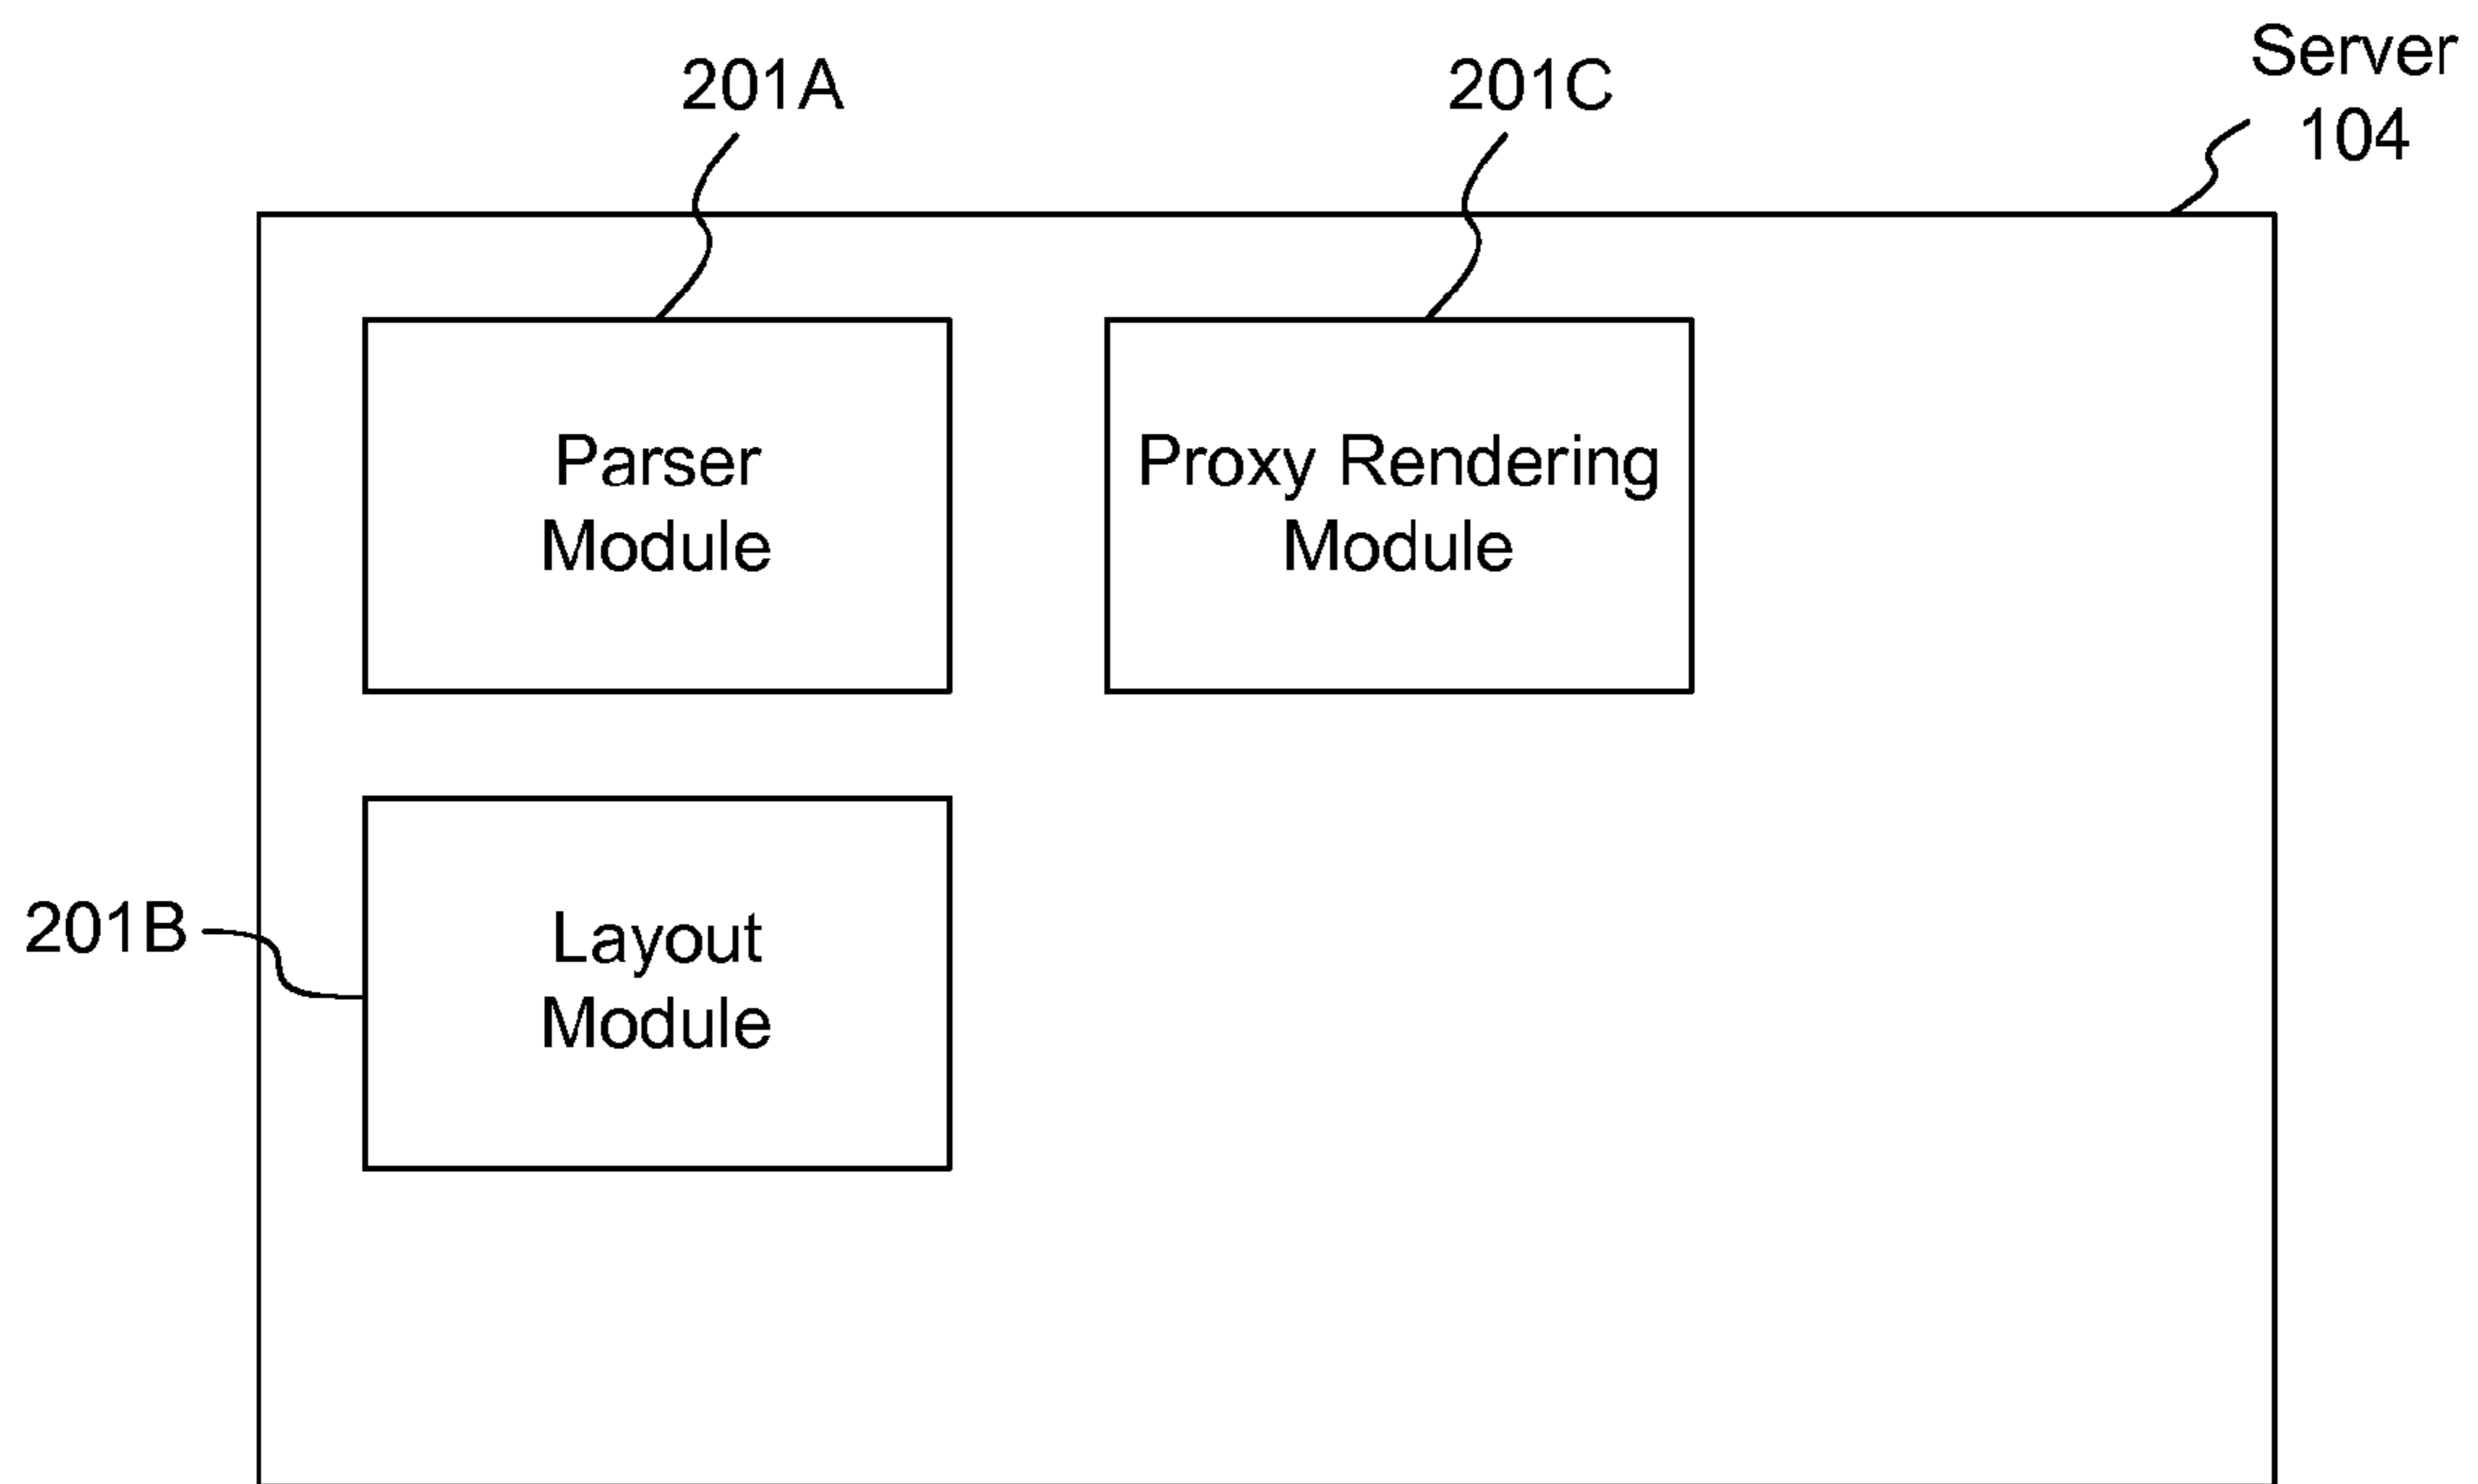 Server
104
201A
201C
Parser
Module
Proxy Rendering
Module
201B
Layout
Module